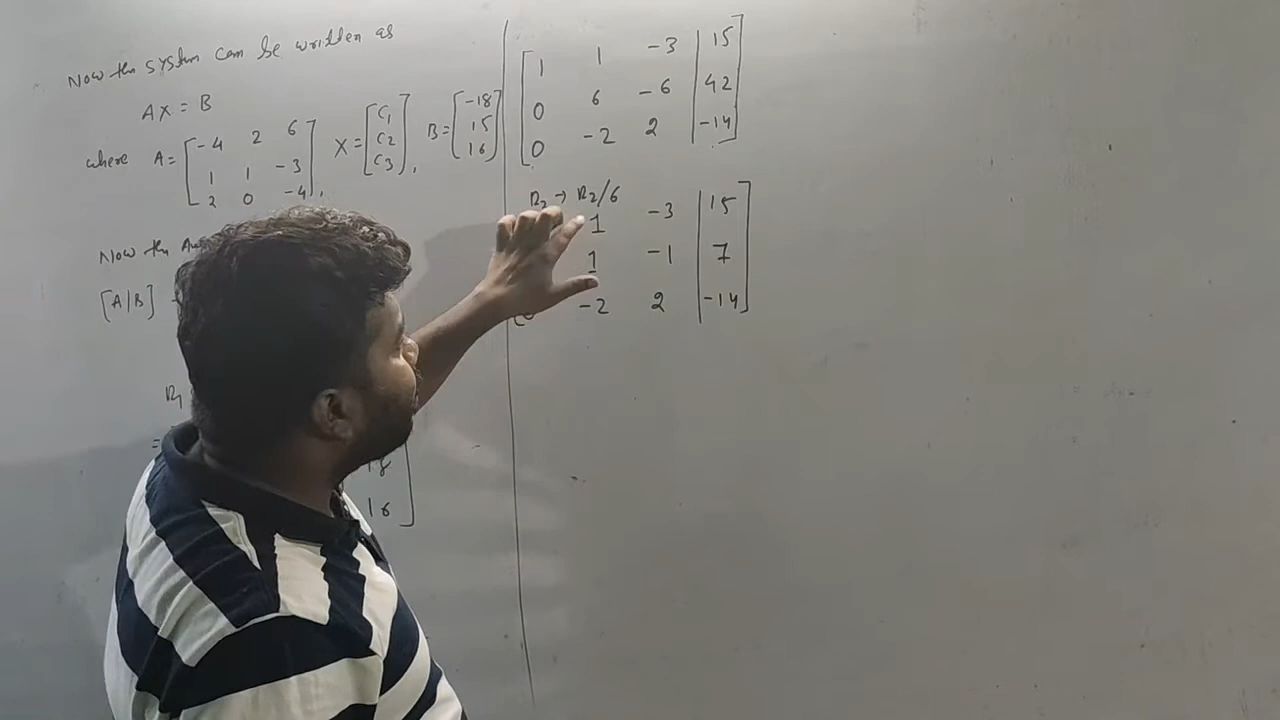 Now the system can be written as
AX = B
where A = [ -4 2 6
1 1 -3
2 0 -4 ], X = [ C1
C2
C3 ], B = [ -18
15
16 ]
Now the
[A|B]
R1
18
16
[ 1 1 -3 | 15
0 6 -6 | 42
0 -2 2 | -14 ]
R2 → R2/6
1 -3 | 15
1 -1 | 7
-2 2 | -14 ]